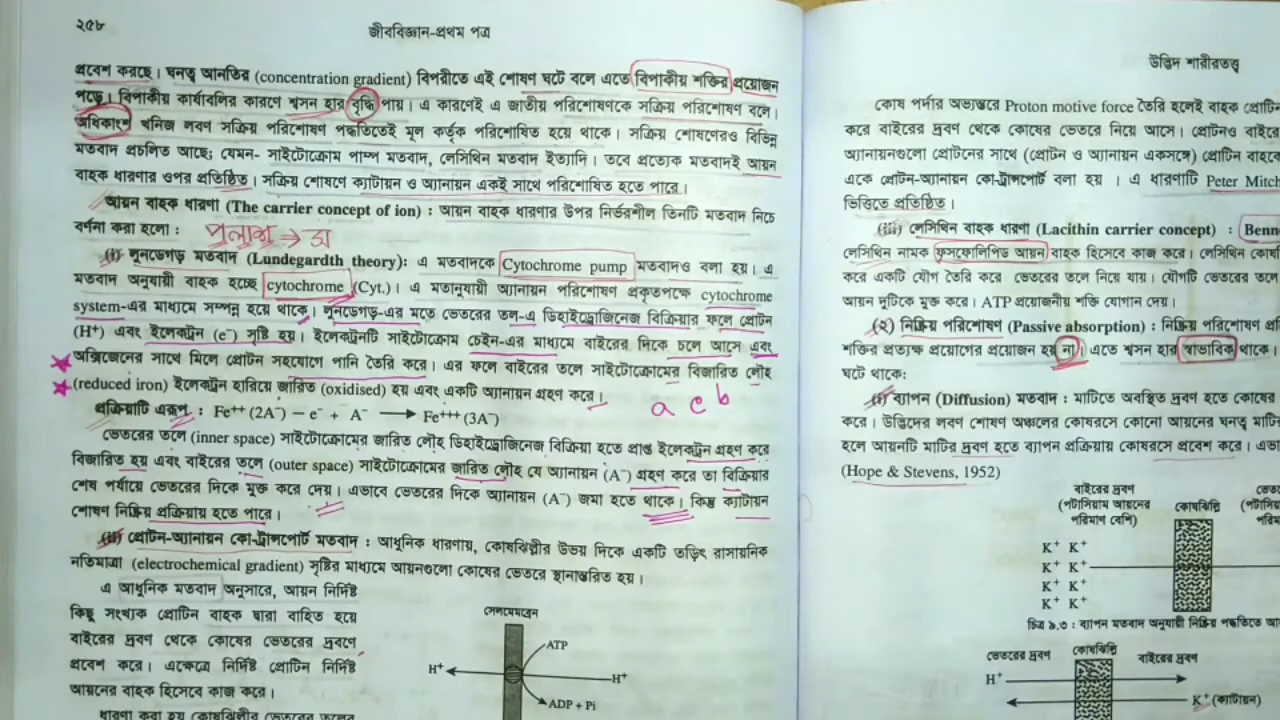 ২৫৮
জীববিজ্ঞান-প্রথম পত্র
প্রবেশ করছে। ঘনত্ব আনতির (concentration gradient) বিপরীতে এই শোষণ ঘটে বলে এতে বিপাকীয় শক্তির প্রয়োজন
পড়ে। বিপাকীয় কার্যাবলির কারণে শ্বসন হার বৃদ্ধি পায়। এ কারণেই এ জাতীয় পরিশোষণকে সক্রিয় পরিশোষণ বলে।
অধিকাংশ খনিজ লবণ সক্রিয় পরিশোষণ পদ্ধতিতেই মূল কর্তৃক পরিশোষিত হয়ে থাকে। সক্রিয় শোষণেরও বিভিন্ন
মতবাদ প্রচলিত আছে; যেমন- সাইটোক্রোম পাম্প মতবাদ, লেসিথিন মতবাদ ইত্যাদি। তবে প্রত্যেক মতবাদই আয়ন
বাহক ধারণার ওপর প্রতিষ্ঠিত। সক্রিয় শোষণে ক্যাটায়ন ও অ্যানায়ন একই সাথে পরিশোষিত হতে পারে।
আয়ন বাহক ধারণা (The carrier concept of ion) : আয়ন বাহক ধারণার উপর নির্ভরশীল তিনটি মতবাদ নিচে
বর্ণনা করা হলো :
(i) লুনডেগড় মতবাদ (Lundegardth theory): এ মতবাদকে Cytochrome pump মতবাদও বলা হয়। এ
মতবাদ অনুযায়ী বাহক হচ্ছে cytochrome (Cyt.)। এ মতানুযায়ী অ্যানায়ন পরিশোষণ প্রকৃতপক্ষে cytochrome
system-এর মাধ্যমে সম্পন্ন হয়ে থাকে। লুনডেগড়-এর মতে ভেতরের তল-এ ডিহাইড্রোজিনেজ বিক্রিয়ার ফলে প্রোটন
(H⁺) এবং ইলেকট্রন (e⁻) সৃষ্টি হয়। ইলেকট্রনটি সাইটোক্রোম চেইন-এর মাধ্যমে বাইরের দিকে চলে আসে এবং
অক্সিজেনের সাথে মিলে প্রোটন সহযোগে পানি তৈরি করে। এর ফলে বাইরের তলে সাইটোক্রোমের বিজারিত লৌহ
(reduced iron) ইলেকট্রন হারিয়ে জারিত (oxidised) হয় এবং একটি অ্যানায়ন গ্রহণ করে।
a c b
প্রক্রিয়াটি এরূপ : Fe⁺⁺ (2A⁻) – e⁻ + A⁻ ⟶ Fe⁺⁺⁺ (3A⁻)
ভেতরের তলে (inner space) সাইটোক্রোমের জারিত লৌহ ডিহাইড্রোজিনেজ বিক্রিয়া হতে প্রাপ্ত ইলেকট্রন গ্রহণ করে
বিজারিত হয় এবং বাইরের তলে (outer space) সাইটোক্রোমের জারিত লৌহ যে অ্যানায়ন (A⁻) গ্রহণ করে তা বিক্রিয়ার
শেষ পর্যায়ে ভেতরের দিকে মুক্ত করে দেয়। এভাবে ভেতরের দিকে অ্যানায়ন (A⁻) জমা হতে থাকে। কিন্তু ক্যাটায়ন
শোষণ নিষ্ক্রিয় প্রক্রিয়ায় হতে পারে।
(ii) প্রোটন-অ্যানায়ন কো-ট্রান্সপোর্ট মতবাদ : আধুনিক ধারণায়, কোষঝিল্লীর উভয় দিকে একটি তড়িৎ রাসায়নিক
নতিমাত্রা (electrochemical gradient) সৃষ্টির মাধ্যমে আয়নগুলো কোষের ভেতরে স্থানান্তরিত হয়।
এ আধুনিক মতবাদ অনুসারে, আয়ন নির্দিষ্ট
কিছু সংখ্যক প্রোটিন বাহক দ্বারা বাহিত হয়ে
বাইরের দ্রবণ থেকে কোষের ভেতরের দ্রবণে
প্রবেশ করে। এক্ষেত্রে নির্দিষ্ট প্রোটিন নির্দিষ্ট
আয়নের বাহক হিসেবে কাজ করে।
ধারণা করা হয় কোষঝিল্লীর ভেতরের তলের
সেলমেমব্রেন
ATP
H⁺
H⁺
ADP + Pi
উদ্ভিদ শারীরতত্ত্ব
কোষ পর্দার অভ্যন্তরে Proton motive force তৈরি হলেই বাহক প্রোটিন
করে বাইরের দ্রবণ থেকে কোষের ভেতরে নিয়ে আসে। প্রোটনও বাইরে
অ্যানায়নগুলো প্রোটনের সাথে (প্রোটন ও অ্যানায়ন একসঙ্গে) প্রোটিন বাহকে
একে প্রোটন-অ্যানায়ন কো-ট্রান্সপোর্ট বলা হয়। এ ধারণাটি Peter Mitch
ভিত্তিতে প্রতিষ্ঠিত।
(iii) লেসিথিন বাহক ধারণা (Lacithin carrier concept) : Benn
লেসিথিন নামক ফসফোলিপিড আয়ন বাহক হিসেবে কাজ করে। লেসিথিন কোষ
করে একটি যৌগ তৈরি করে ভেতরের তলে নিয়ে যায়। যৌগটি ভেতরের তলে
আয়ন দুটিকে মুক্ত করে। ATP প্রয়োজনীয় শক্তি যোগান দেয়।
(২) নিষ্ক্রিয় পরিশোষণ (Passive absorption) : নিষ্ক্রিয় পরিশোষণ প্র
শক্তির প্রত্যক্ষ প্রয়োগের প্রয়োজন হয় না। এতে শ্বসন হার স্বাভাবিক থাকে।
ঘটে থাকে:
(i) ব্যাপন (Diffusion) মতবাদ : মাটিতে অবস্থিত দ্রবণ হতে কোষের
করে। উদ্ভিদের লবণ শোষণ অঞ্চলের কোষরসে কোনো আয়নের ঘনত্ব মাটি
হলে আয়নটি মাটির দ্রবণ হতে ব্যাপন প্রক্রিয়ায় কোষরসে প্রবেশ করে। এভা
(Hope & Stevens, 1952)
বাইরের দ্রবণ
(পটাসিয়াম আয়নের
পরিমাণ বেশি)
কোষঝিল্লি
ভেত
(পটাসি
K⁺ K⁺
K⁺ K⁺
K⁺ K⁺
K⁺ K⁺
চিত্র ৯.৩ : ব্যাপন মতবাদ অনুযায়ী নিষ্ক্রিয় পদ্ধতিতে আ
ভেতরের দ্রবণ
কোষঝিল্লি
বাইরের দ্রবণ
H⁺
K⁺ (ক্যাটায়ন)